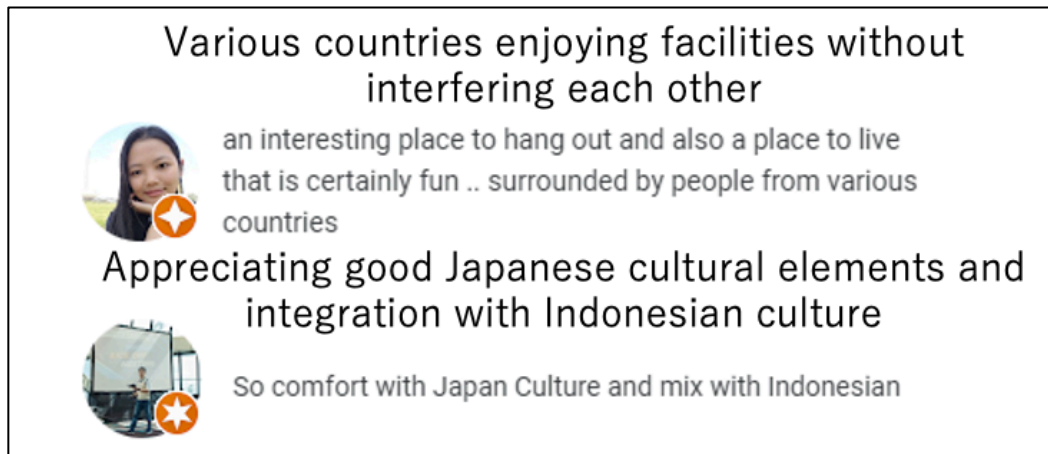 Various countries enjoying facilities without
interfering each other
an interesting place to hang out and also a place to live
that is certainly fun .. surrounded by people from various
countries
Appreciating good Japanese cultural elements and
integration with Indonesian culture
So comfort with Japan Culture and mix with Indonesian